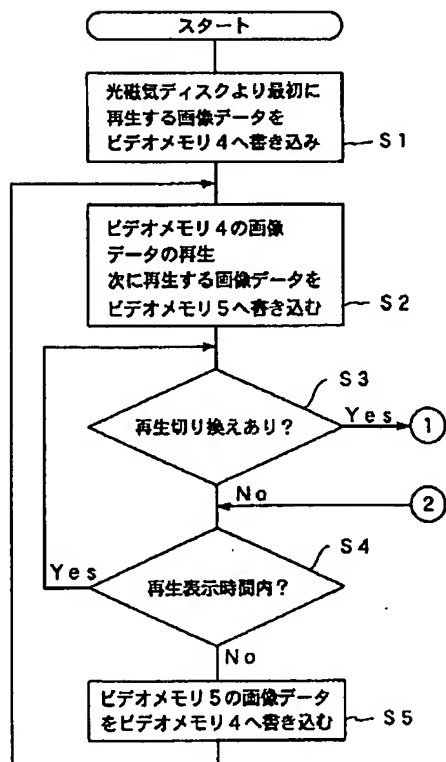 スタート
光磁気ディスクより最初に
再生する画像データを
ビデオメモリ4へ書き込み
S1
ビデオメモリ4の画像
データの再生
次に再生する画像データを
ビデオメモリ5へ書き込む
S2
S3
再生切り換えあり?
Yes
1
No
2
S4
再生表示時間内?
Yes
No
ビデオメモリ5の画像データ
をビデオメモリ4へ書き込む
S5